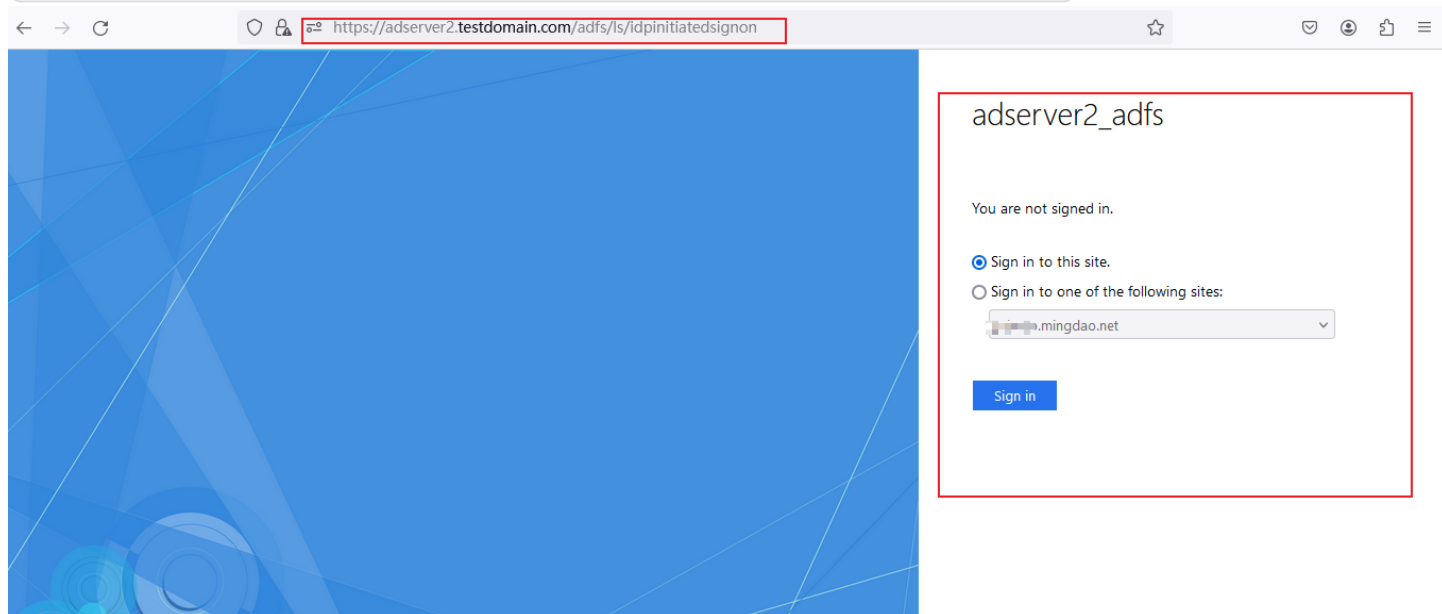 https://adserver2.testdomain.com/adfs/ls/idpinitiatedsignon
adserver2_adfs
You are not signed in.
Sign in to this site.
Sign in to one of the following sites:
.mingdao.net
Sign in